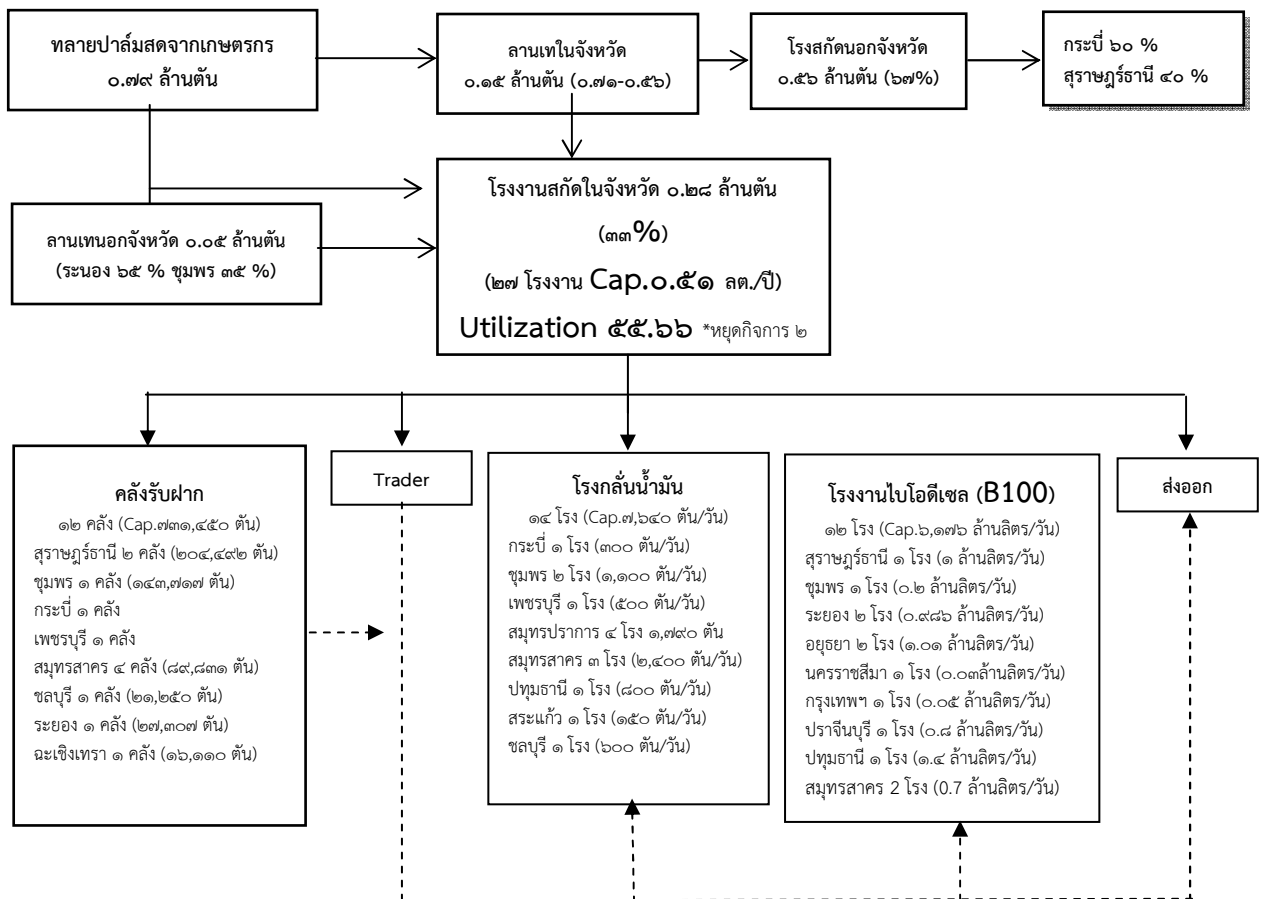 ทลายปาล์มสดจากเกษตรกร
๐.๗๙ ล้านตัน
ลานเทในจังหวัด
๐.๑๕ ล้านตัน (๐.๗๑-๐.๕๖)
โรงสกัดนอกจังหวัด
๐.๕๖ ล้านตัน (๖๗%)
กระบี่ ๖๐ %
สุราษฎร์ธานี ๔๐ %
ลานเทนอกจังหวัด ๐.๐๕ ล้านตัน
(ระนอง ๖๕ % ชุมพร ๓๕ %)
โรงงานสกัดในจังหวัด ๐.๒๘ ล้านตัน
(๓๓%)
(๒๗ โรงงาน Cap.๐.๕๑ ลต./ปี)
Utilization ๕๕.๖๖ *หยุดกิจการ ๒
คลังรับฝาก
๑๒ คลัง (Cap.๗๓๑,๔๕๐ ตัน)
สุราษฎร์ธานี ๒ คลัง (๒๐๔,๔๙๒ ตัน)
ชุมพร ๑ คลัง (๑๔๓,๗๑๗ ตัน)
กระบี่ ๑ คลัง
เพชรบุรี ๑ คลัง
สมุทรสาคร ๔ คลัง (๘๙,๘๓๑ ตัน)
ชลบุรี ๑ คลัง (๒๑,๒๕๐ ตัน)
ระยอง ๑ คลัง (๒๗,๓๐๗ ตัน)
ฉะเชิงเทรา ๑ คลัง (๑๖,๑๑๐ ตัน)
Trader
โรงกลั่นน้ำมัน
๑๔ โรง (Cap.๗,๖๔๐ ตัน/วัน)
กระบี่ ๑ โรง (๓๐๐ ตัน/วัน)
ชุมพร ๒ โรง (๑,๑๐๐ ตัน/วัน)
เพชรบุรี ๑ โรง (๕๐๐ ตัน/วัน)
สมุทรปราการ ๔ โรง ๑,๗๙๐ ตัน
สมุทรสาคร ๓ โรง (๒,๔๐๐ ตัน/วัน)
ปทุมธานี ๑ โรง (๘๐๐ ตัน/วัน)
สระแก้ว ๑ โรง (๑๕๐ ตัน/วัน)
ชลบุรี ๑ โรง (๖๐๐ ตัน/วัน)
โรงงานไบโอดีเซล (B100)
๑๒ โรง (Cap.๖,๑๗๖ ล้านลิตร/วัน)
สุราษฎร์ธานี ๑ โรง (๑ ล้านลิตร/วัน)
ชุมพร ๑ โรง (๐.๒ ล้านลิตร/วัน)
ระยอง ๒ โรง (๐.๙๘๖ ล้านลิตร/วัน)
อยุธยา ๒ โรง (๑.๐๑ ล้านลิตร/วัน)
นครราชสีมา ๑ โรง (๐.๐๓ล้านลิตร/วัน)
กรุงเทพฯ ๑ โรง (๐.๐๕ ล้านลิตร/วัน)
ปราจีนบุรี ๑ โรง (๐.๘ ล้านลิตร/วัน)
ปทุมธานี ๑ โรง (๑.๔ ล้านลิตร/วัน)
สมุทรสาคร 2 โรง (0.7 ล้านลิตร/วัน)
ส่งออก